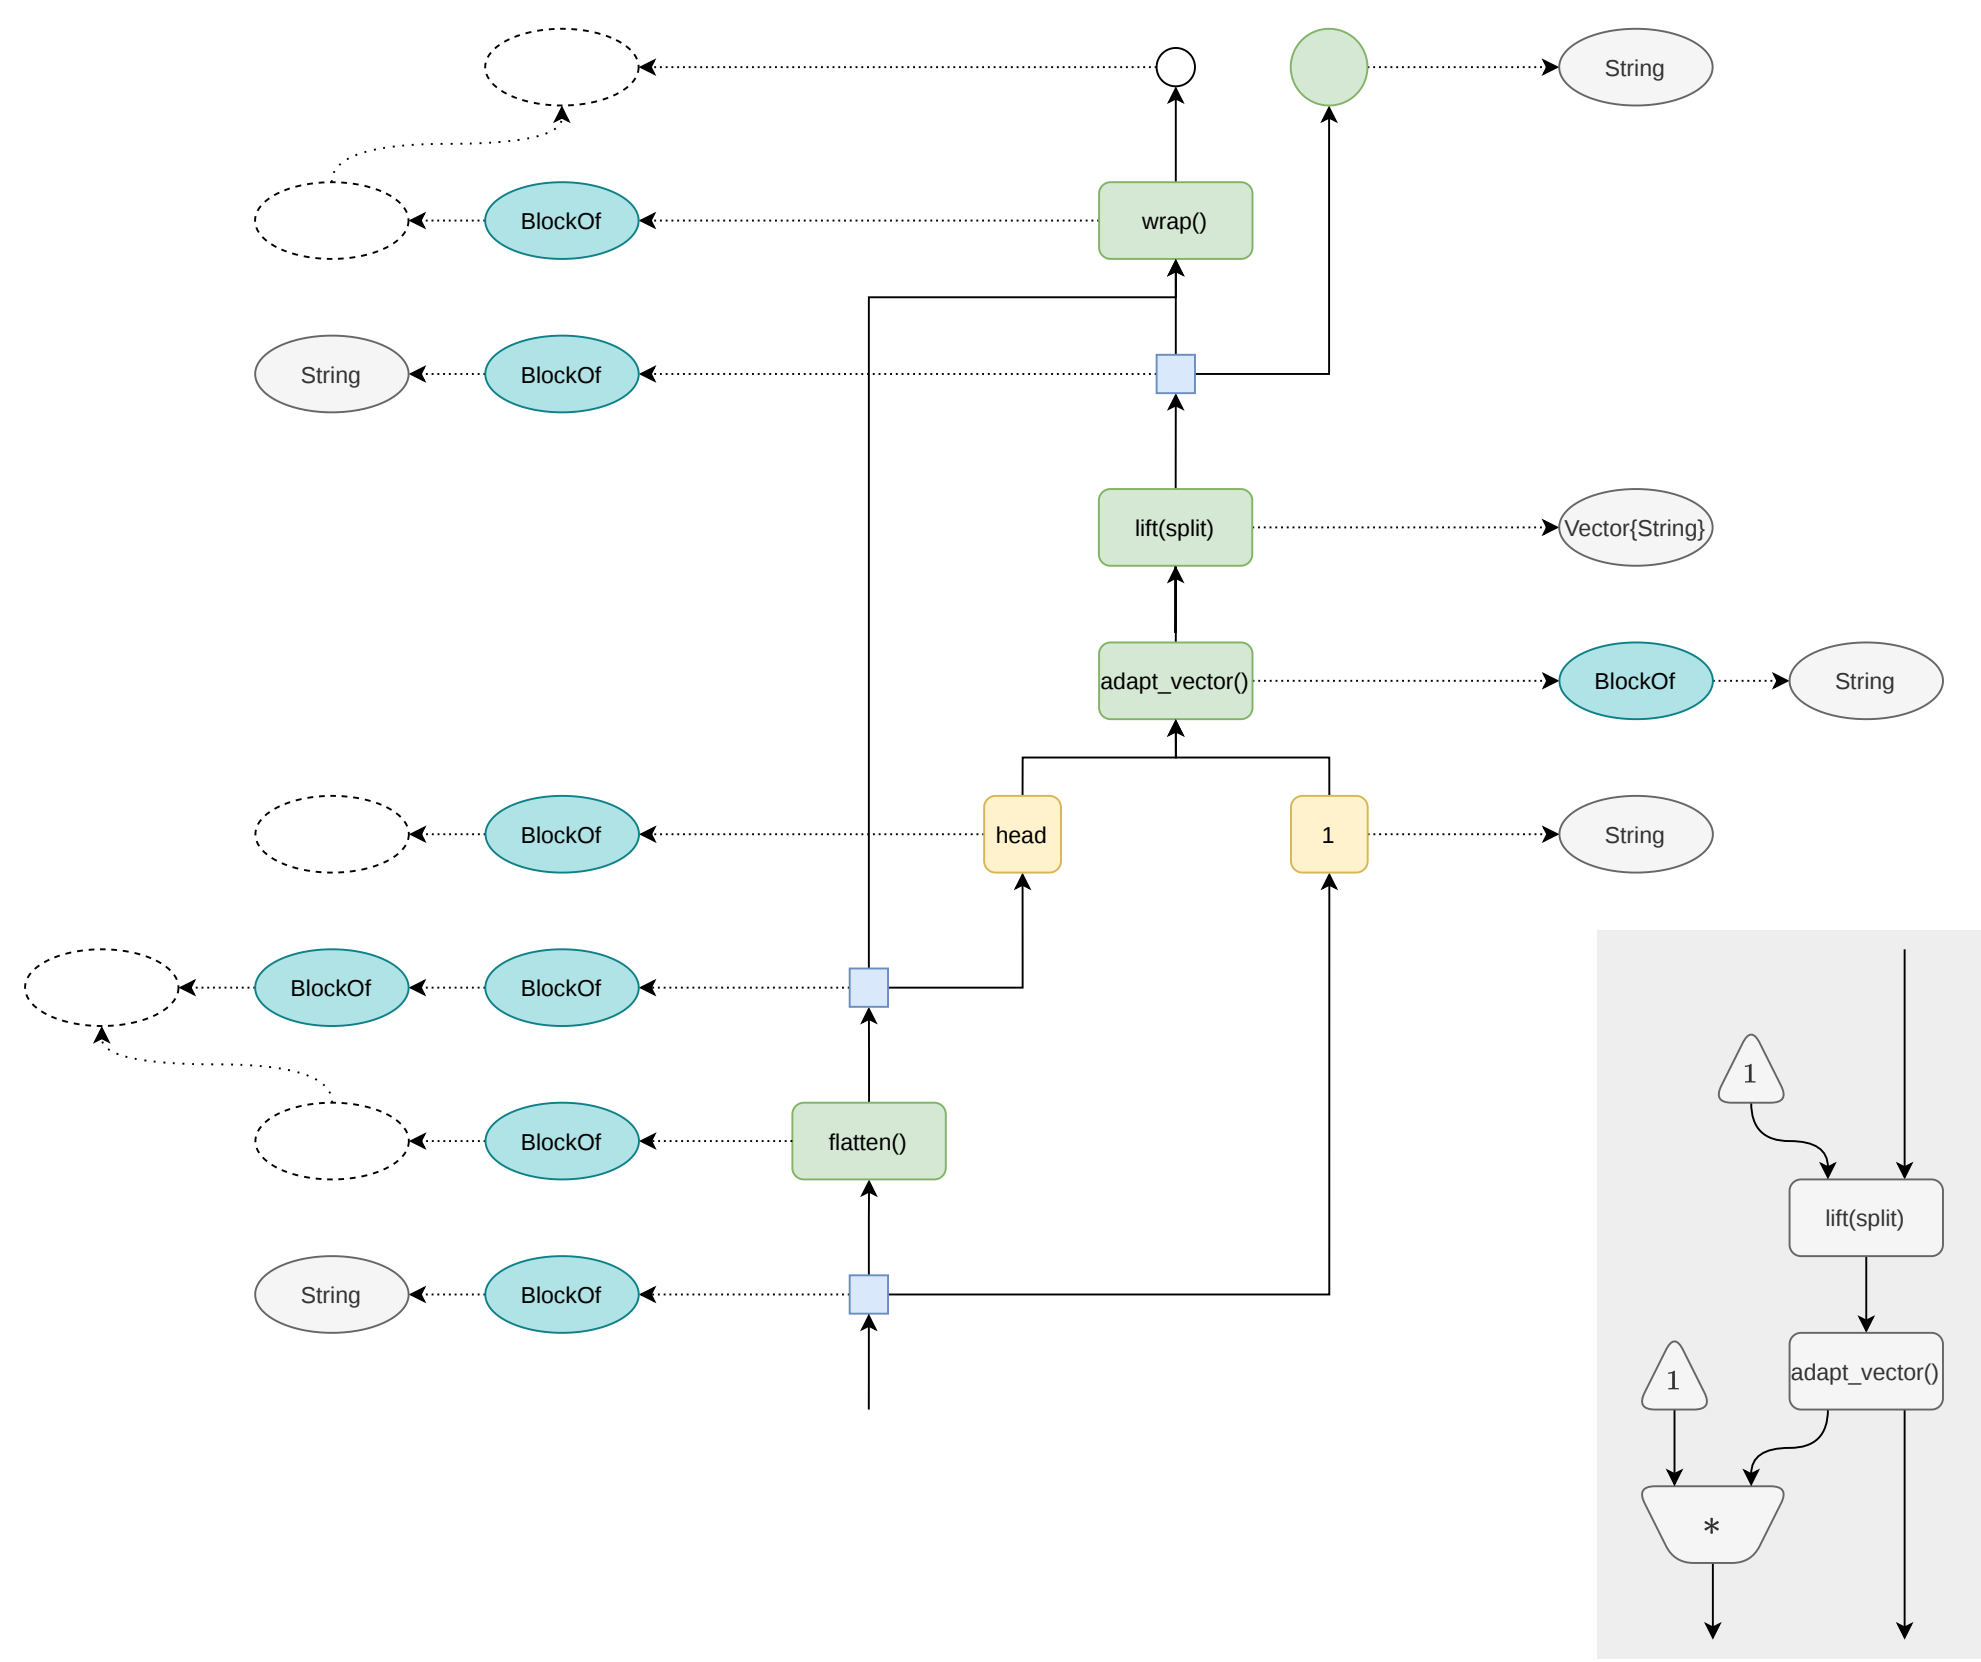 String
BlockOf
wrap()
String
BlockOf
lift(split)
Vector{String}
adapt_vector()
BlockOf
String
BlockOf
head
1
String
BlockOf
BlockOf
1
BlockOf
flatten()
lift(split)
String
BlockOf
1
adapt_vector()
*